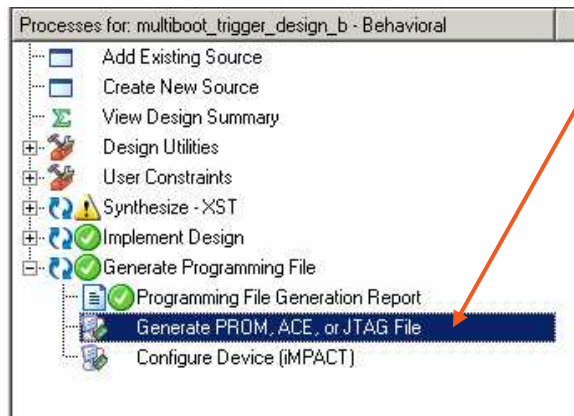 Processes for: multiboot_trigger_design_b - Behavioral
Add Existing Source
Create New Source
View Design Summary
Design Utilities
User Constraints
Synthesize - XST
Implement Design
Generate Programming File
Programming File Generation Report
Generate PROM, ACE, or JTAG File
Configure Device (iMPACT)